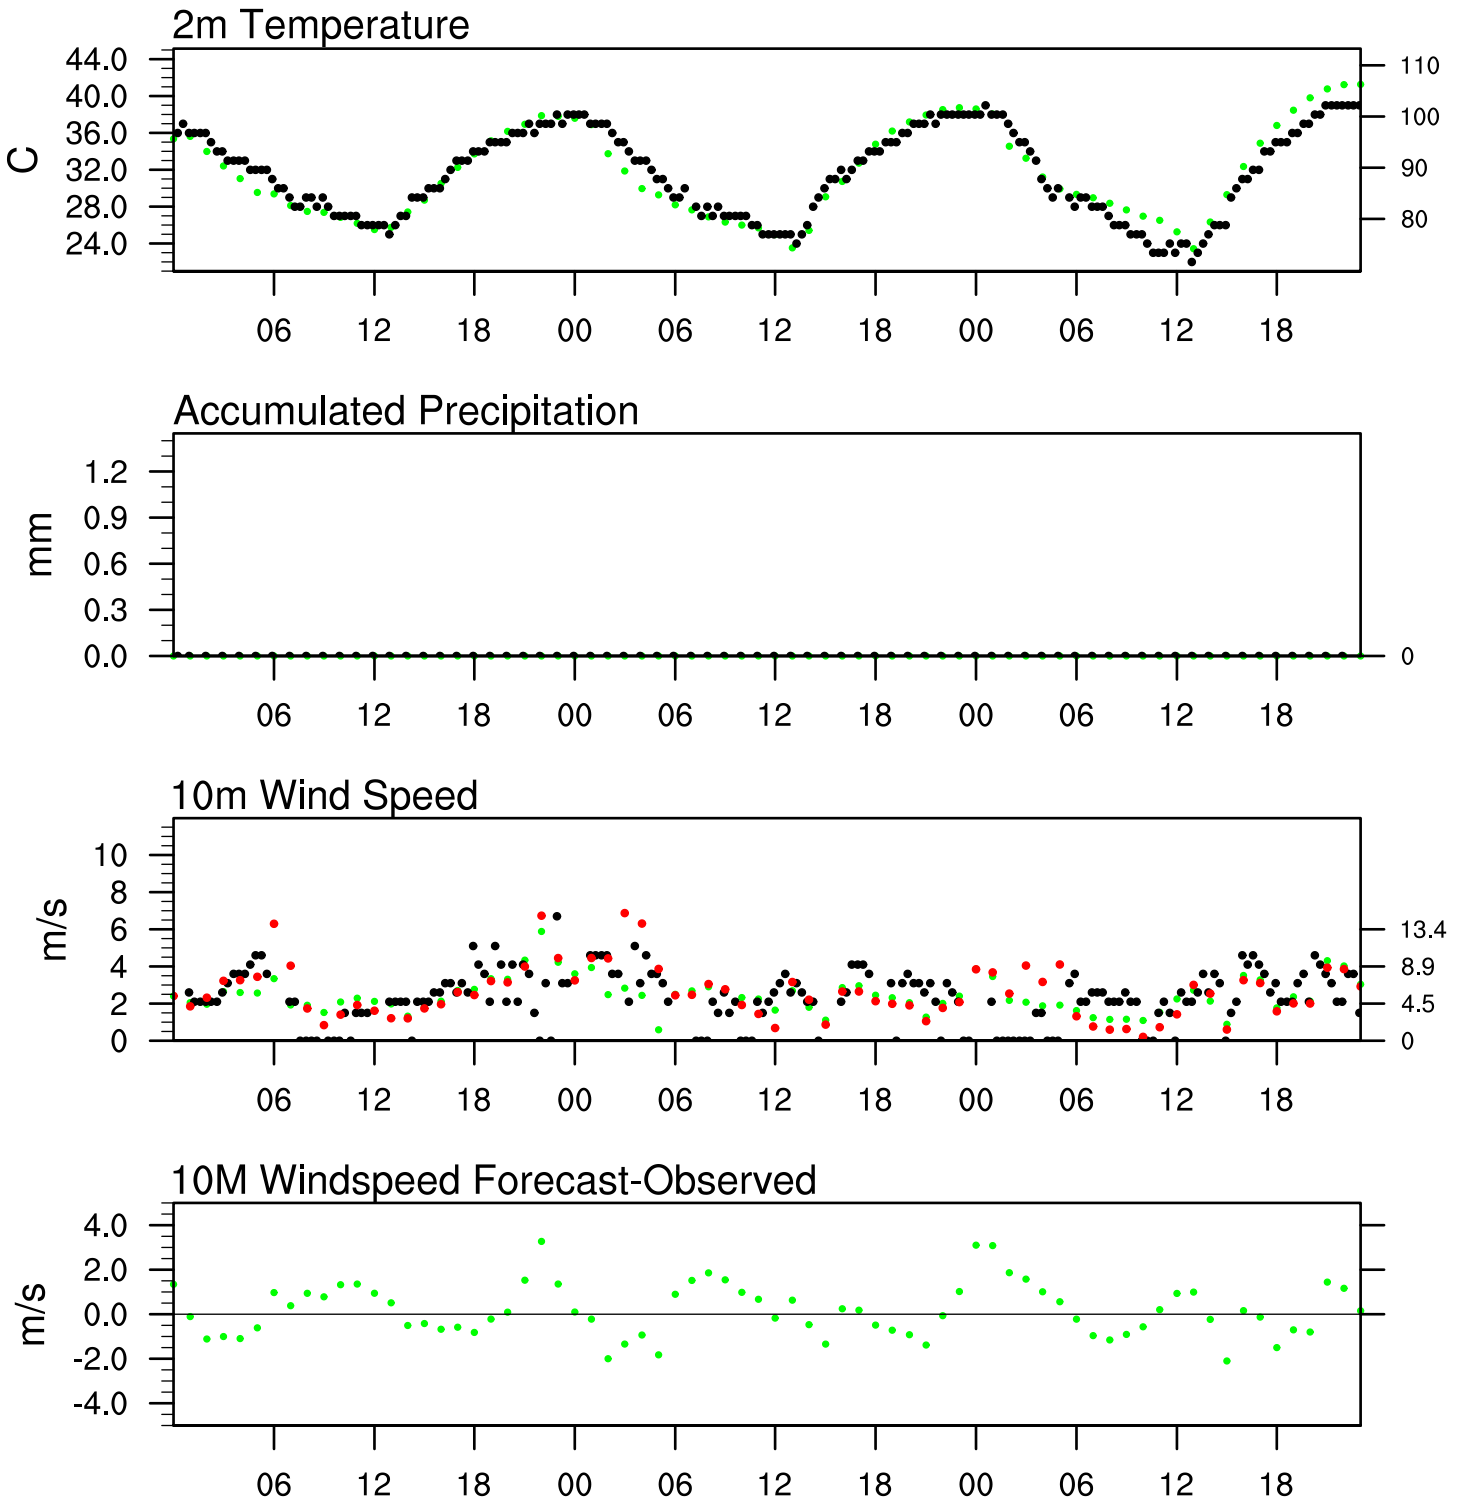 2m Temperature
44.0
40.0
36.0
32.0
28.0
24.0
C
110
100
90
80
06 12 18 00 06 12 18 00 06 12 18
Accumulated Precipitation
1.2
0.9
0.6
0.3
0.0
mm
0
06 12 18 00 06 12 18 00 06 12 18
10m Wind Speed
10
8
6
4
2
0
m/s
13.4
8.9
4.5
0
06 12 18 00 06 12 18 00 06 12 18
10M Windspeed Forecast-Observed
4.0
2.0
0.0
-2.0
-4.0
m/s
06 12 18 00 06 12 18 00 06 12 18